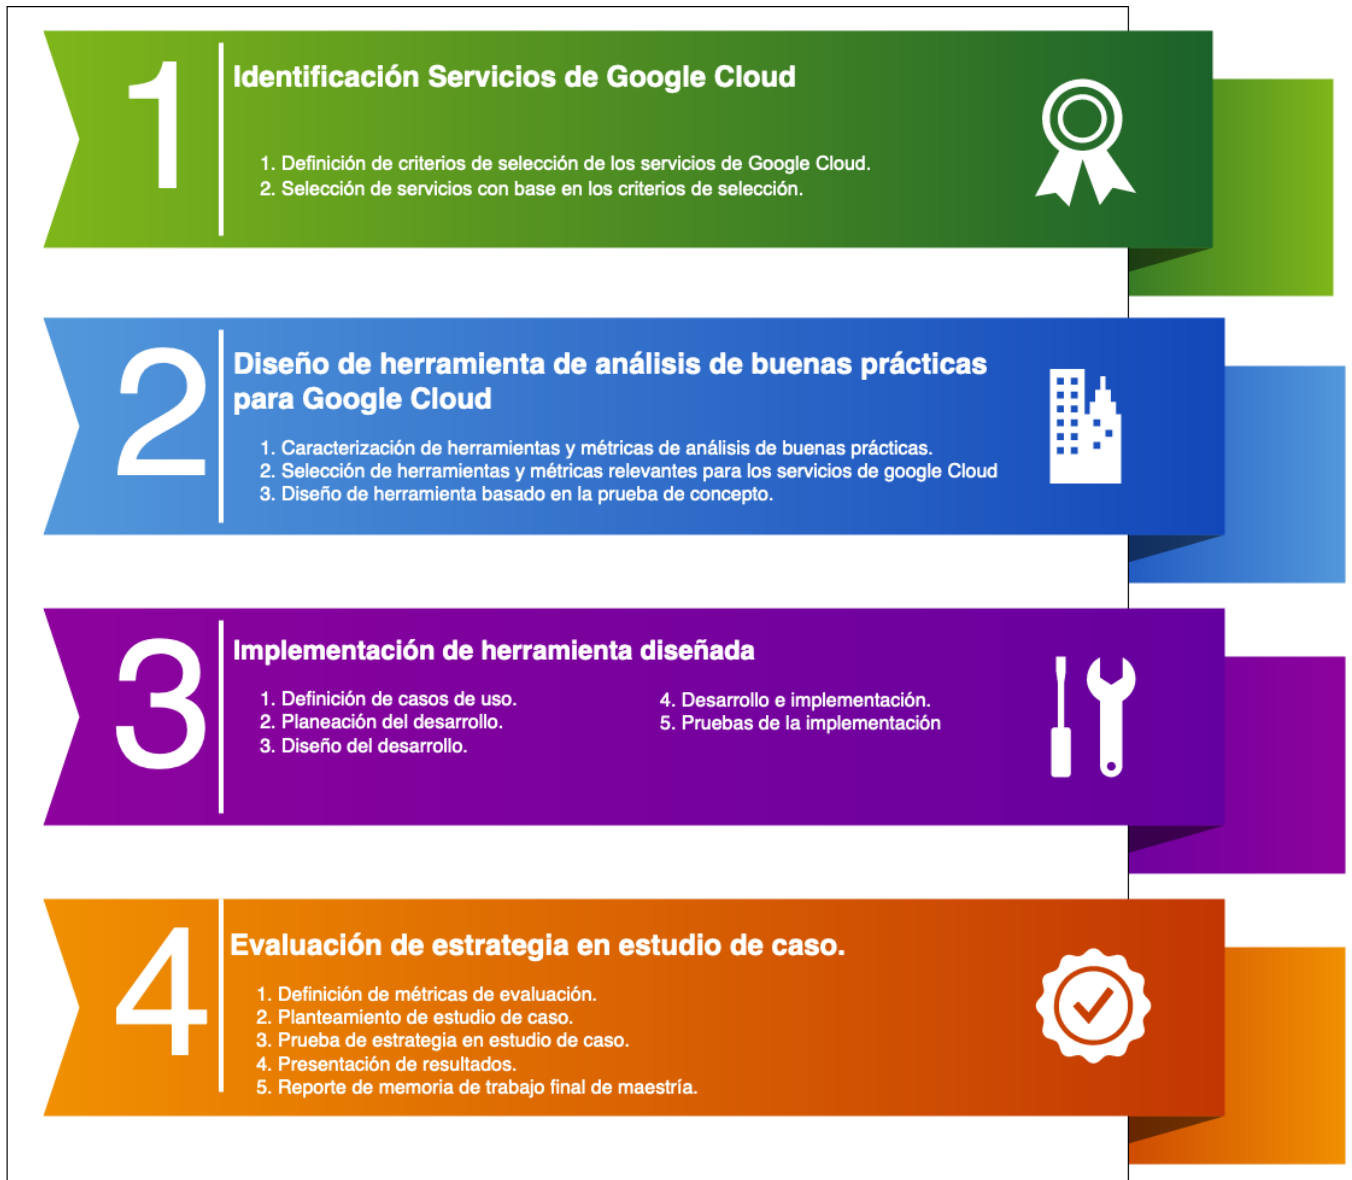 1
Identificación Servicios de Google Cloud
1. Definición de criterios de selección de los servicios de Google Cloud.
2. Selección de servicios con base en los criterios de selección.
2
Diseño de herramienta de análisis de buenas prácticas
para Google Cloud
1. Caracterización de herramientas y métricas de análisis de buenas prácticas.
2. Selección de herramientas y métricas relevantes para los servicios de google Cloud
3. Diseño de herramienta basado en la prueba de concepto.
3
Implementación de herramienta diseñada
1. Definición de casos de uso.
2. Planeación del desarrollo.
3. Diseño del desarrollo.
4. Desarrollo e implementación.
5. Pruebas de la implementación
4
Evaluación de estrategia en estudio de caso.
1. Definición de métricas de evaluación.
2. Planteamiento de estudio de caso.
3. Prueba de estrategia en estudio de caso.
4. Presentación de resultados.
5. Reporte de memoria de trabajo final de maestría.